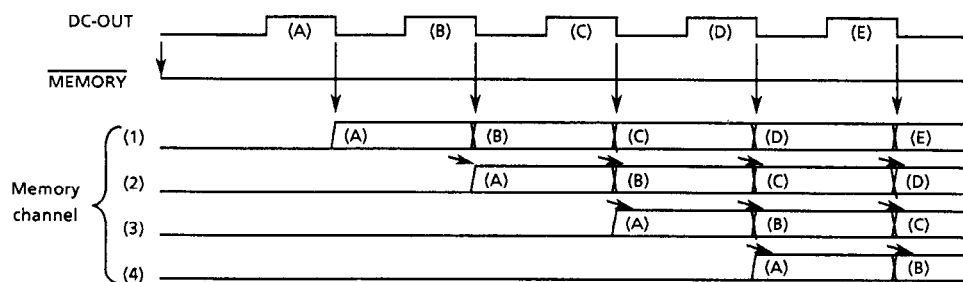 DC-OUT (A) (B) (C) (D) (E)
MEMORY
(1) (A) (B) (C) (D) (E)
Memory channel
(2) (A) (B) (C) (D)
(3) (A) (B) (C)
(4) (A) (B)